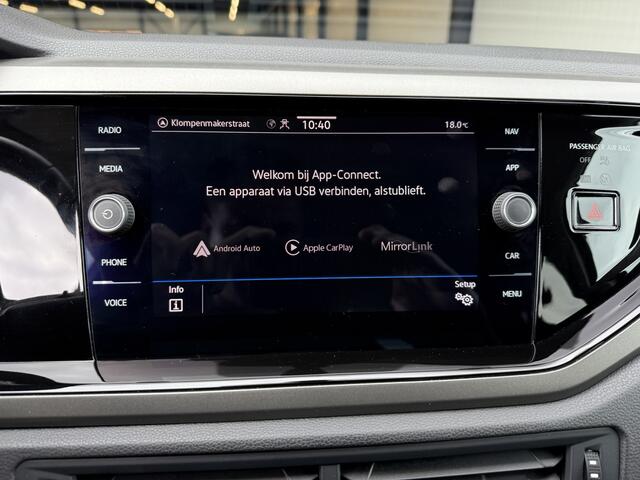 RADIO
MEDIA
PHONE
VOICE
Klompenmakerstraat 10:40 18.0°C
Welkom bij App-Connect.
Een apparaat via USB verbinden, alstublieft.
Android Auto Apple CarPlay MirrorLink
Info Setup
NAV
APP
CAR
MENU
PASSENGER AIR BAG
OFF